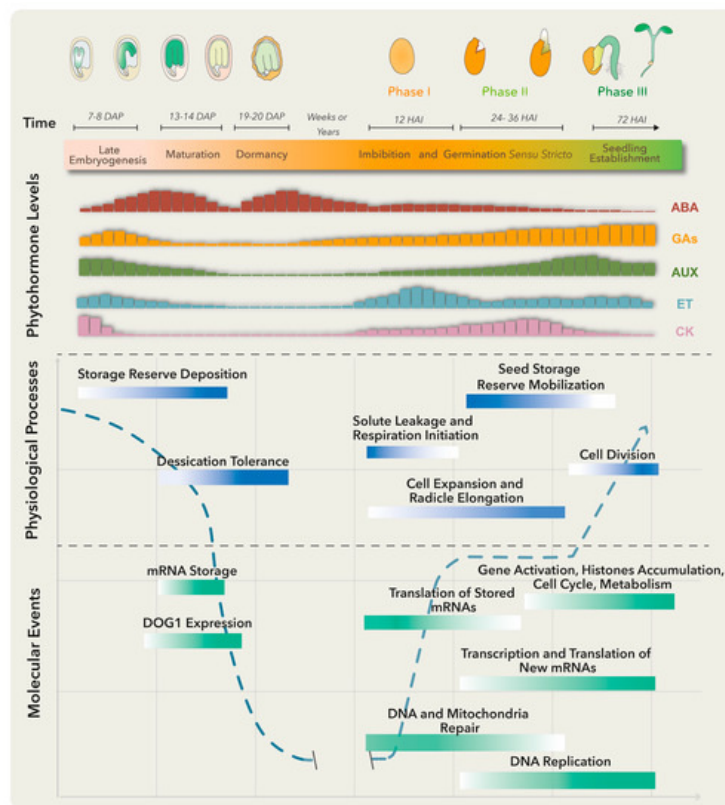 Phase I
Phase II
Phase III
Time
7-8 DAP
13-14 DAP
19-20 DAP
Weeks or
Years
12 HAI
24- 36 HAI
72 HAI
Late
Embryogenesis
Maturation
Dormancy
Imbibition and Germination Sensu Stricto
Seedling
Establishment
Phytohormone Levels
ABA
GAs
AUX
ET
CK
Physiological Processes
Storage Reserve Deposition
Seed Storage
Reserve Mobilization
Solute Leakage and
Respiration Initiation
Dessication Tolerance
Cell Division
Cell Expansion and
Radicle Elongation
Molecular Events
mRNA Storage
Gene Activation, Histones Accumulation,
Cell Cycle, Metabolism
Translation of Stored
mRNAs
DOG1 Expression
Transcription and Translation of
New mRNAs
DNA and Mitochondria
Repair
DNA Replication